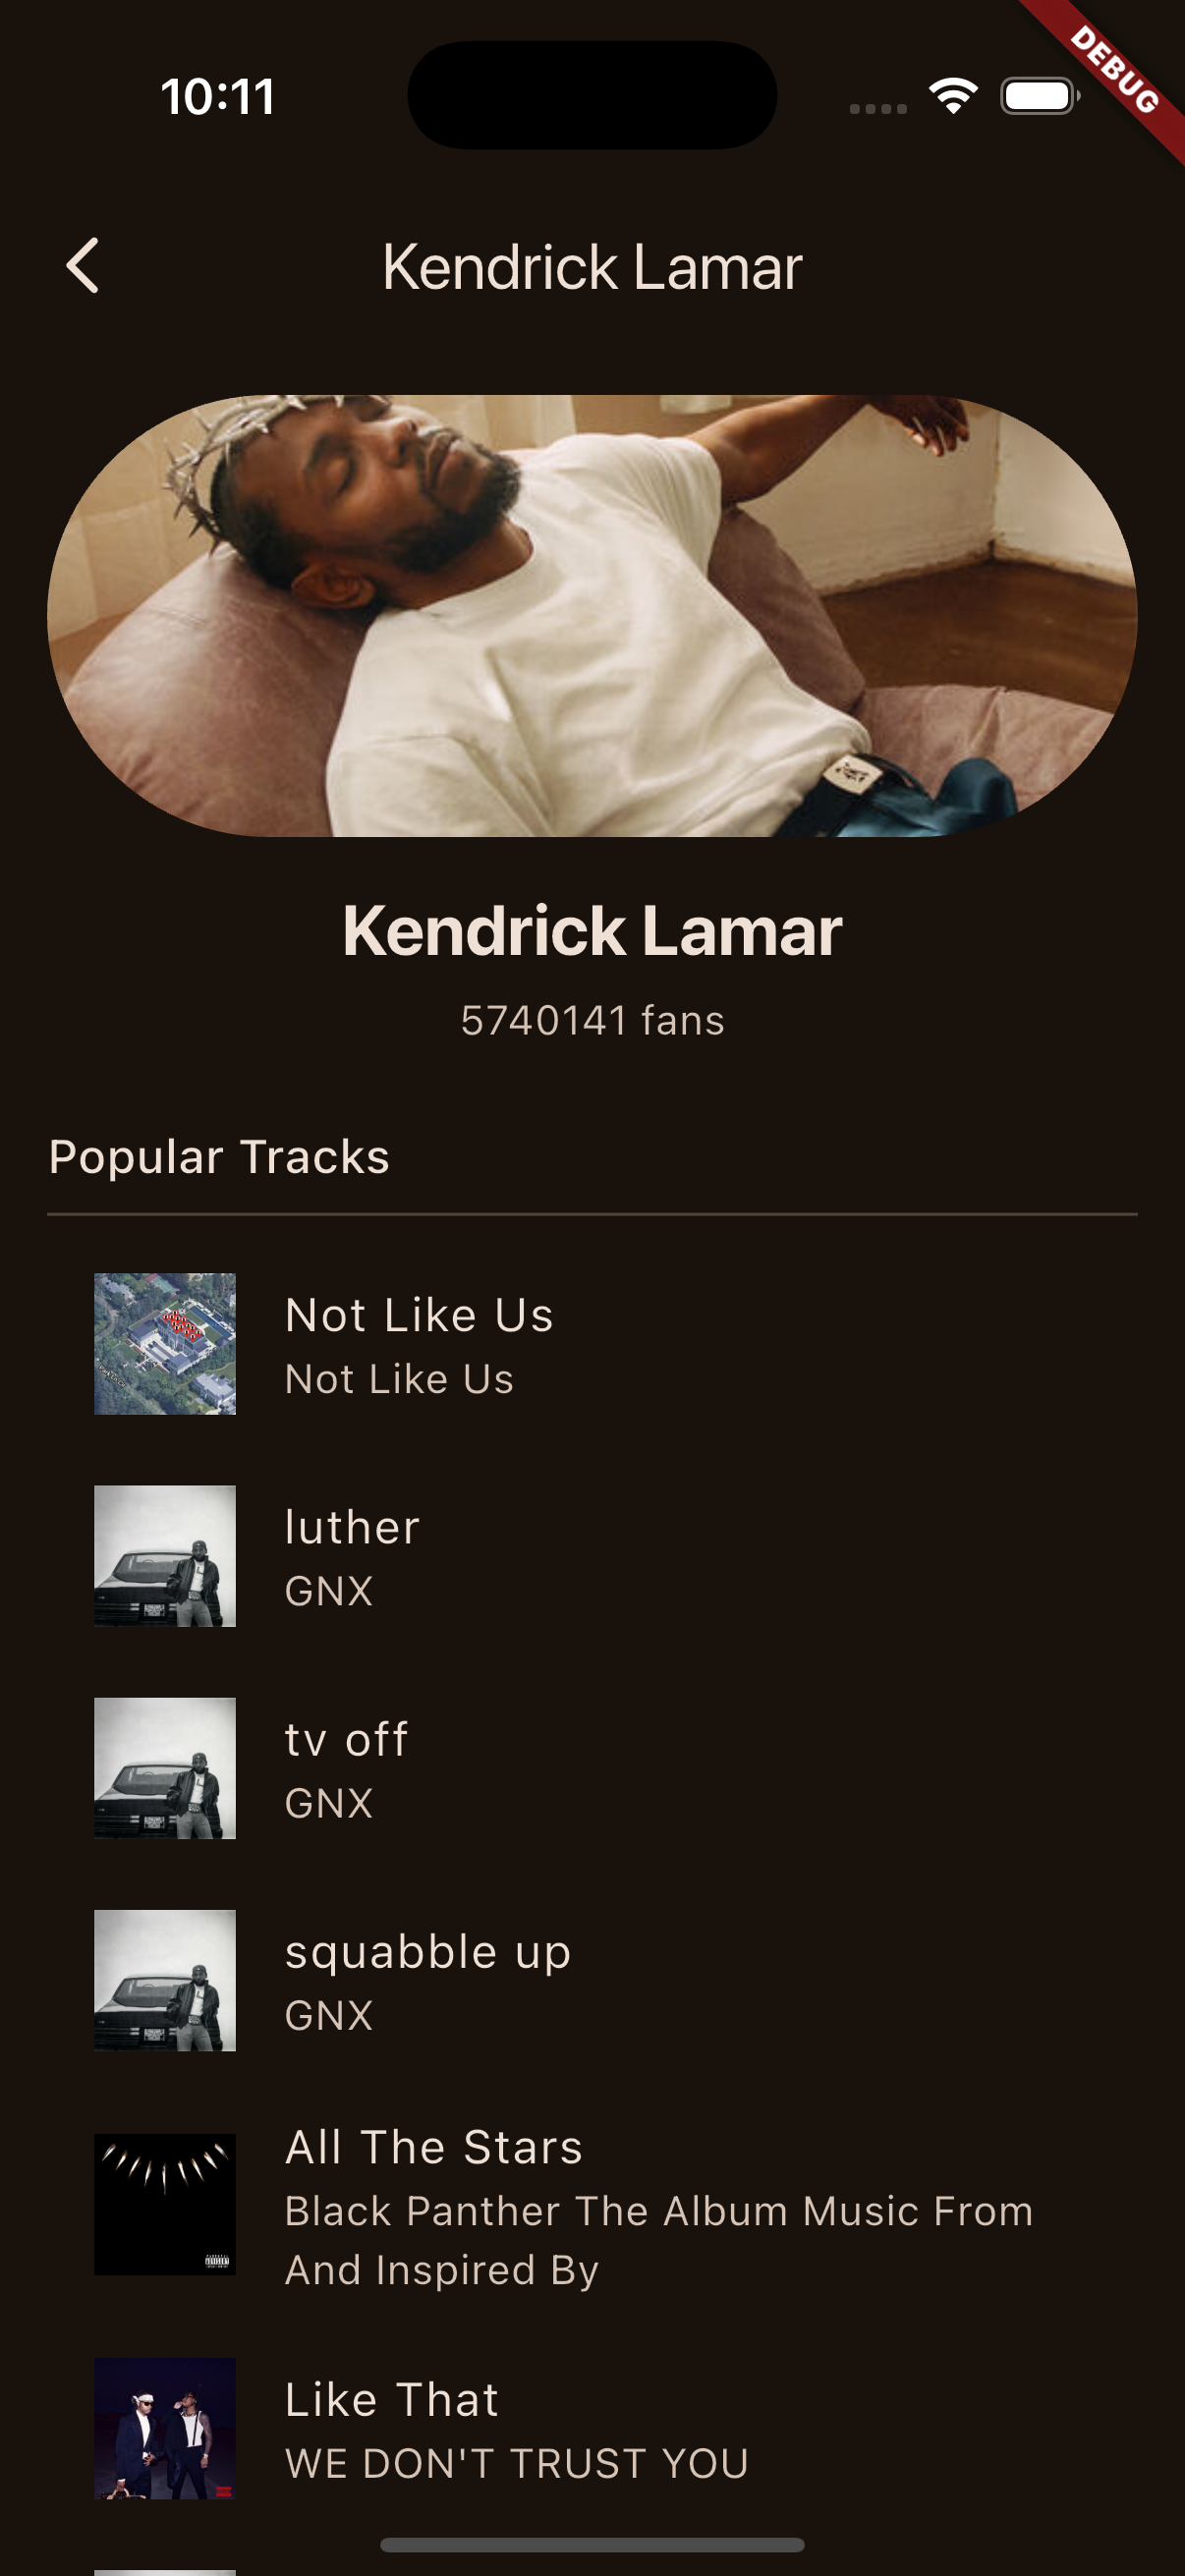 10:11
DEBUG
Kendrick Lamar
Kendrick Lamar
5740141 fans
Popular Tracks
Not Like Us
Not Like Us
luther
GNX
tv off
GNX
squabble up
GNX
All The Stars
Black Panther The Album Music From
And Inspired By
Like That
WE DON'T TRUST YOU